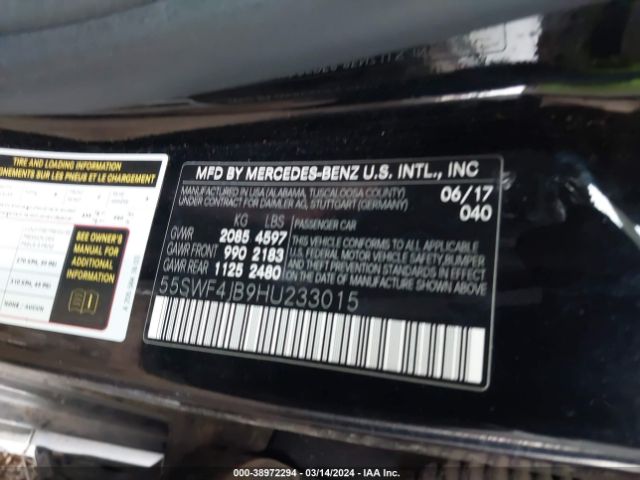 TIRE AND LOADING INFORMATION
SEE OWNER'S
MANUAL FOR
ADDITIONAL
INFORMATION
MFD BY MERCEDES-BENZ U.S. INTL., INC
MANUFACTURED IN USA (ALABAMA, TUSCALOOSA COUNTY)
UNDER CONTRACT FOR DAIMLER AG, STUTTGART (GERMANY)
06/17
040
KG LBS
GVWR 2085 4597
GAWR FRONT 990 2183
GAWR REAR 1125 2480
PASSENGER CAR
THIS VEHICLE CONFORMS TO ALL APPLICABLE
U.S. FEDERAL MOTOR VEHICLE SAFETY, BUMPER,
AND THEFT PREVENTION STANDARDS IN EFFECT
ON THE DATE OF MANUFACTURE SHOWN ABOVE.
55SWF4JB9HU233015
000-38972294 - 03/14/2024 - IAA Inc.